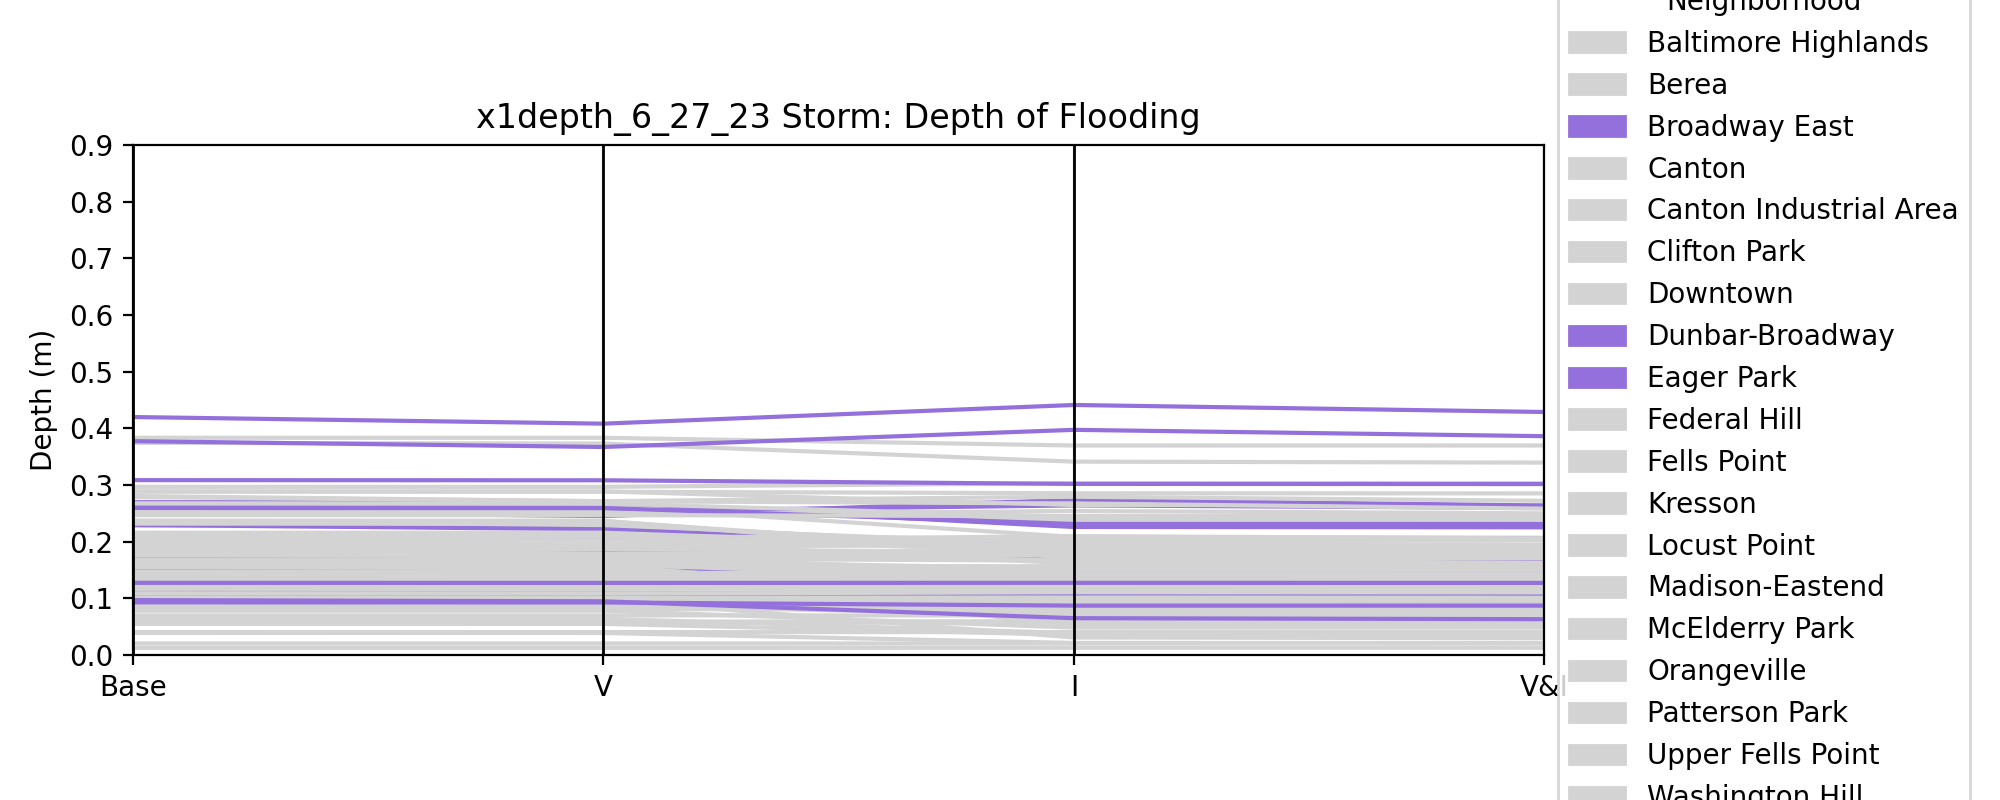 Neighborhood
Baltimore Highlands
Berea
Broadway East
Canton
Canton Industrial Area
Clifton Park
Downtown
Dunbar-Broadway
Eager Park
Federal Hill
Fells Point
Kresson
Locust Point
Madison-Eastend
McElderry Park
Orangeville
Patterson Park
Upper Fells Point
Washington Hill
x1depth_6_27_23 Storm: Depth of Flooding
Depth (m)
0.9
0.8
0.7
0.6
0.5
0.4
0.3
0.2
0.1
0.0
Base V I V&I